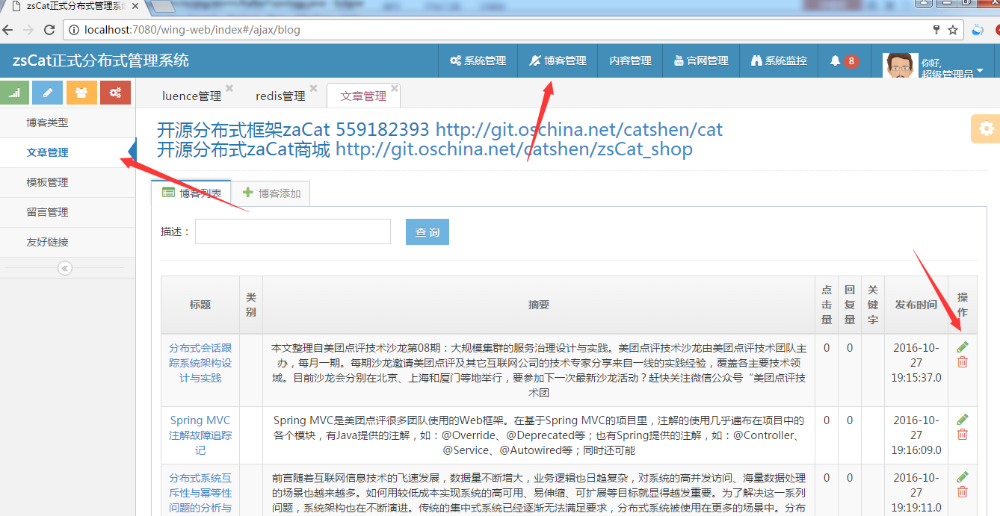 zsCat正式分布式管理系统
localhost:7080/wing-web/index#/ajax/blog
zsCat正式分布式管理系统
系统管理
博客管理
内容管理
官网管理
系统监控
8
你好,
超级管理员
luence管理
redis管理
文章管理
博客类型
文章管理
模板管理
留言管理
友好链接
开源分布式框架zaCat 559182393 http://git.oschina.net/catshen/cat
开源分布式zaCat商城 http://git.oschina.net/catshen/zsCat_shop
博客列表
博客添加
描述：
查 询
标题
类
别
摘要
点
击
量
回
复
量
关
键
字
发布时间
操
作
分布式会话跟
踪系统架构设
计与实践
本文整理自美团点评技术沙龙第08期：大规模集群的服务治理设计与实践。美团点评技术沙龙由美团点评技术团队主
办，每月一期。每期沙龙邀请美团点评及其它互联网公司的技术专家分享来自一线的实践经验，覆盖各主要技术领
域。目前沙龙会分别在北京、上海和厦门等地举行，要参加下一次最新沙龙活动？赶快关注微信公众号“美团点评技
术团
0
0
2016-10-
27
19:15:37.0
Spring MVC
注解故障追踪
记
Spring MVC是美团点评很多团队使用的Web框架。在基于Spring MVC的项目里，注解的使用几乎遍布在项目中的
各个模块，有Java提供的注解，如：@Override、@Deprecated等；也有Spring提供的注解，如：@Controller、
@Service、@Autowired等；同时还可能
0
0
2016-10-
27
19:16:09.0
分布式系统互
斥性与幂等性
问题的分析与
前言随着互联网信息技术的飞速发展，数据量不断增大，业务逻辑也日趋复杂，对系统的高并发访问、海量数据处理
的场景也越来越多。如何用较低成本实现系统的高可用、易伸缩、可扩展等目标就显得越发重要。为了解决这一系列
问题，系统架构也在不断演进。传统的集中式系统已经逐渐无法满足要求，分布式系统被使用在更多的场景中。分布
0
0
2016-10-
27
19:19:11.0